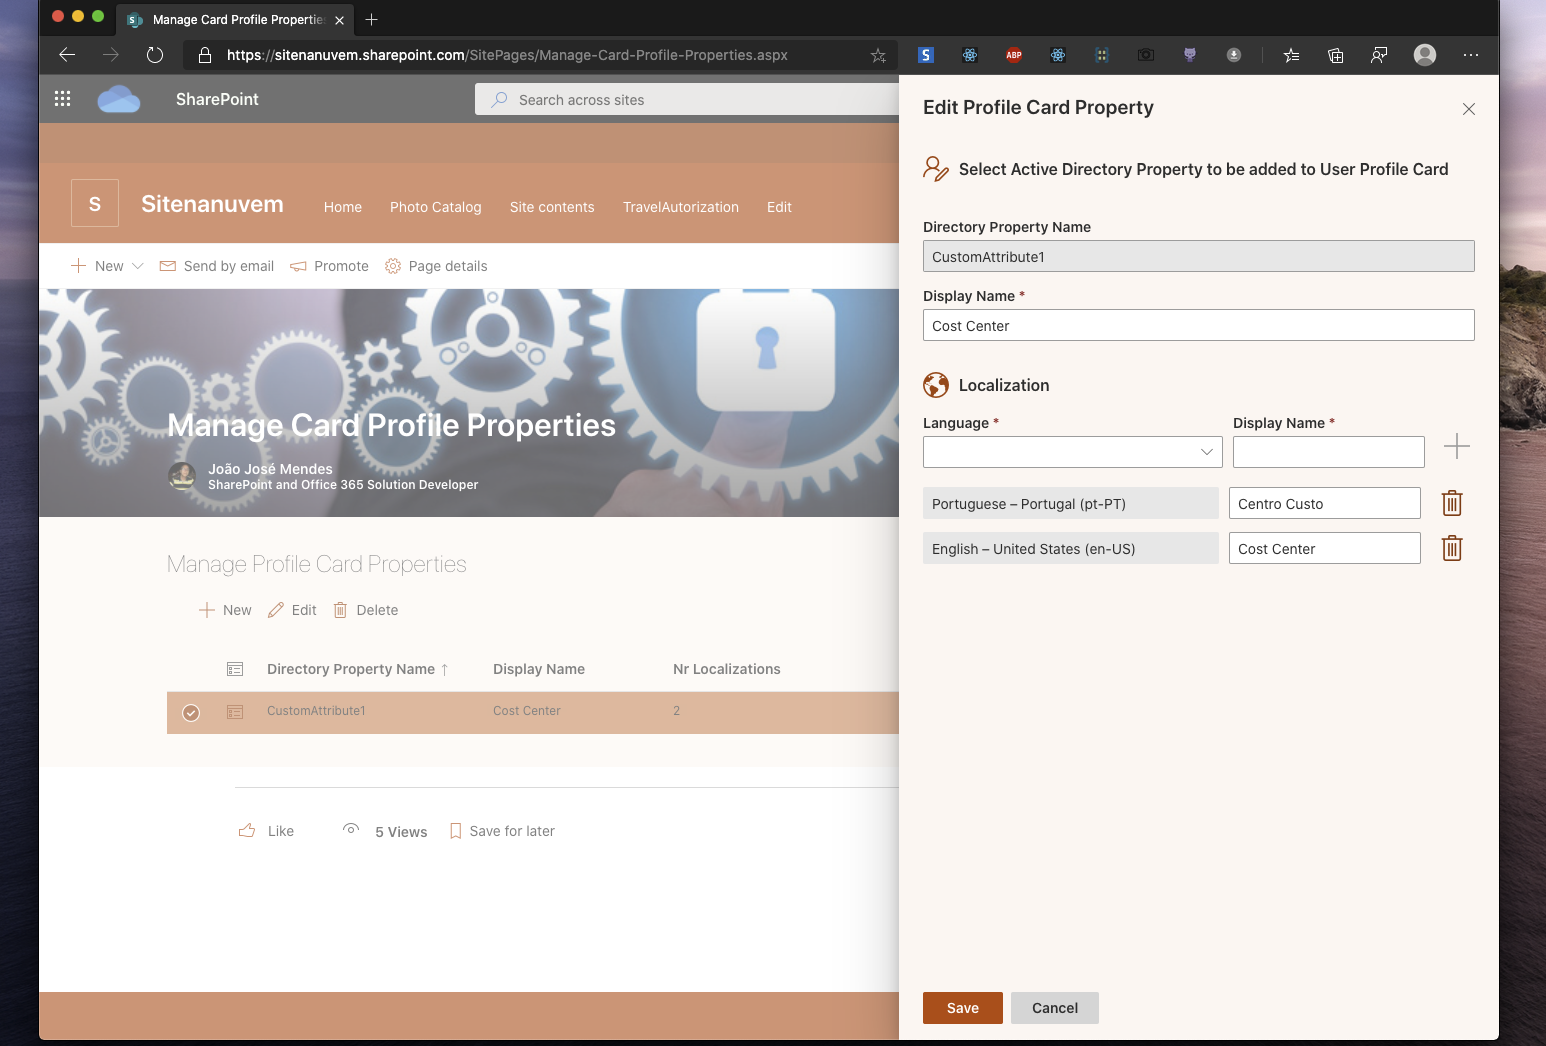 Manage Card Profile Propertie
https://sitenanuvem.sharepoint.com/SitePages/Manage-Card-Profile-Properties.aspx
S
ABP
SharePoint
Search across sites
S
Sitenanuvem
Home
Photo Catalog
Site contents
TravelAutorization
Edit
New
Send by email
Promote
Page details
Manage Card Profile Properties
João José Mendes
SharePoint and Office 365 Solution Developer
Manage Profile Card Properties
New
Edit
Delete
Directory Property Name ↑
Display Name
Nr Localizations
CustomAttribute1
Cost Center
2
Like
5 Views
Save for later
Edit Profile Card Property
Select Active Directory Property to be added to User Profile Card
Directory Property Name
CustomAttribute1
Display Name *
Cost Center
Localization
Language *
Display Name *
Portuguese – Portugal (pt-PT)
Centro Custo
English – United States (en-US)
Cost Center
Save
Cancel